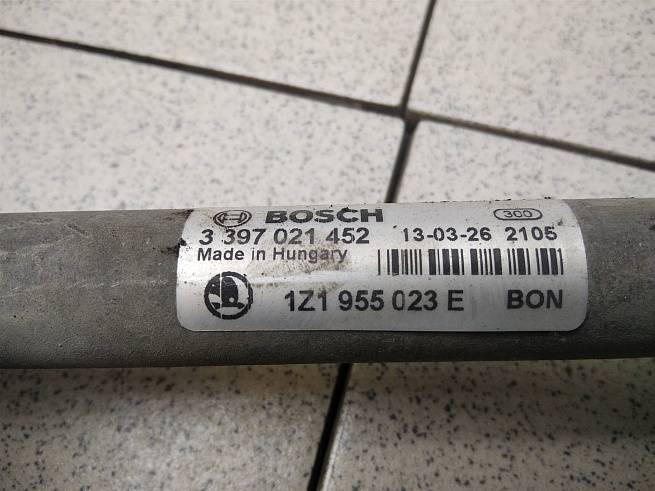 BOSCH 300
3 397 021 452 13-03-26 2105
Made in Hungary
1Z1 955 023 E BON